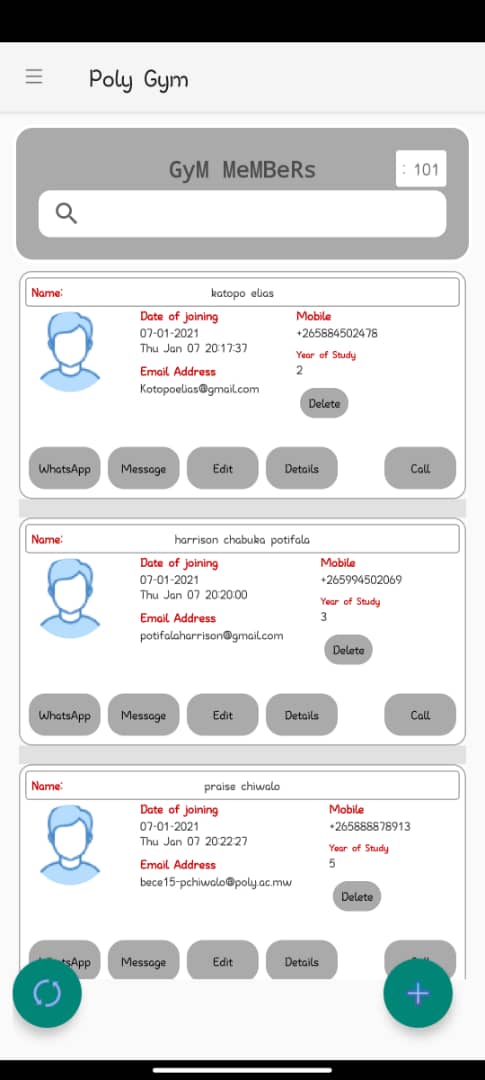 Poly Gym
GyM MeMBeRs
: 101
Name: katopo elias
Date of joining Mobile
07-01-2021 +265884502478
Thu Jan 07 20:17:37
Year of Study
Email Address 2
Kotopoelias@gmail.com
Delete
WhatsApp Message Edit Details Call
Name: harrison chabuka potifala
Date of joining Mobile
07-01-2021 +265994502069
Thu Jan 07 20:20:00
Year of Study
Email Address 3
potifalaharrison@gmail.com
Delete
WhatsApp Message Edit Details Call
Name: praise chiwalo
Date of joining Mobile
07-01-2021 +265888878913
Thu Jan 07 20:22:27
Year of Study
Email Address 5
bece15-pchiwalo@poly.ac.mw
Delete
Message Edit Details